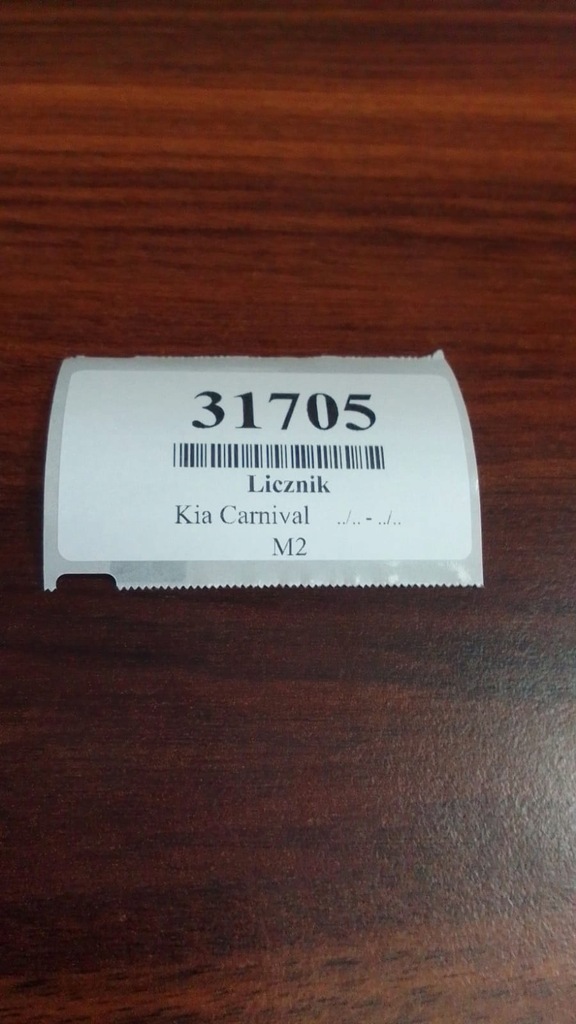 31705
Licznik
Kia Carnival ../.. - ../..
M2